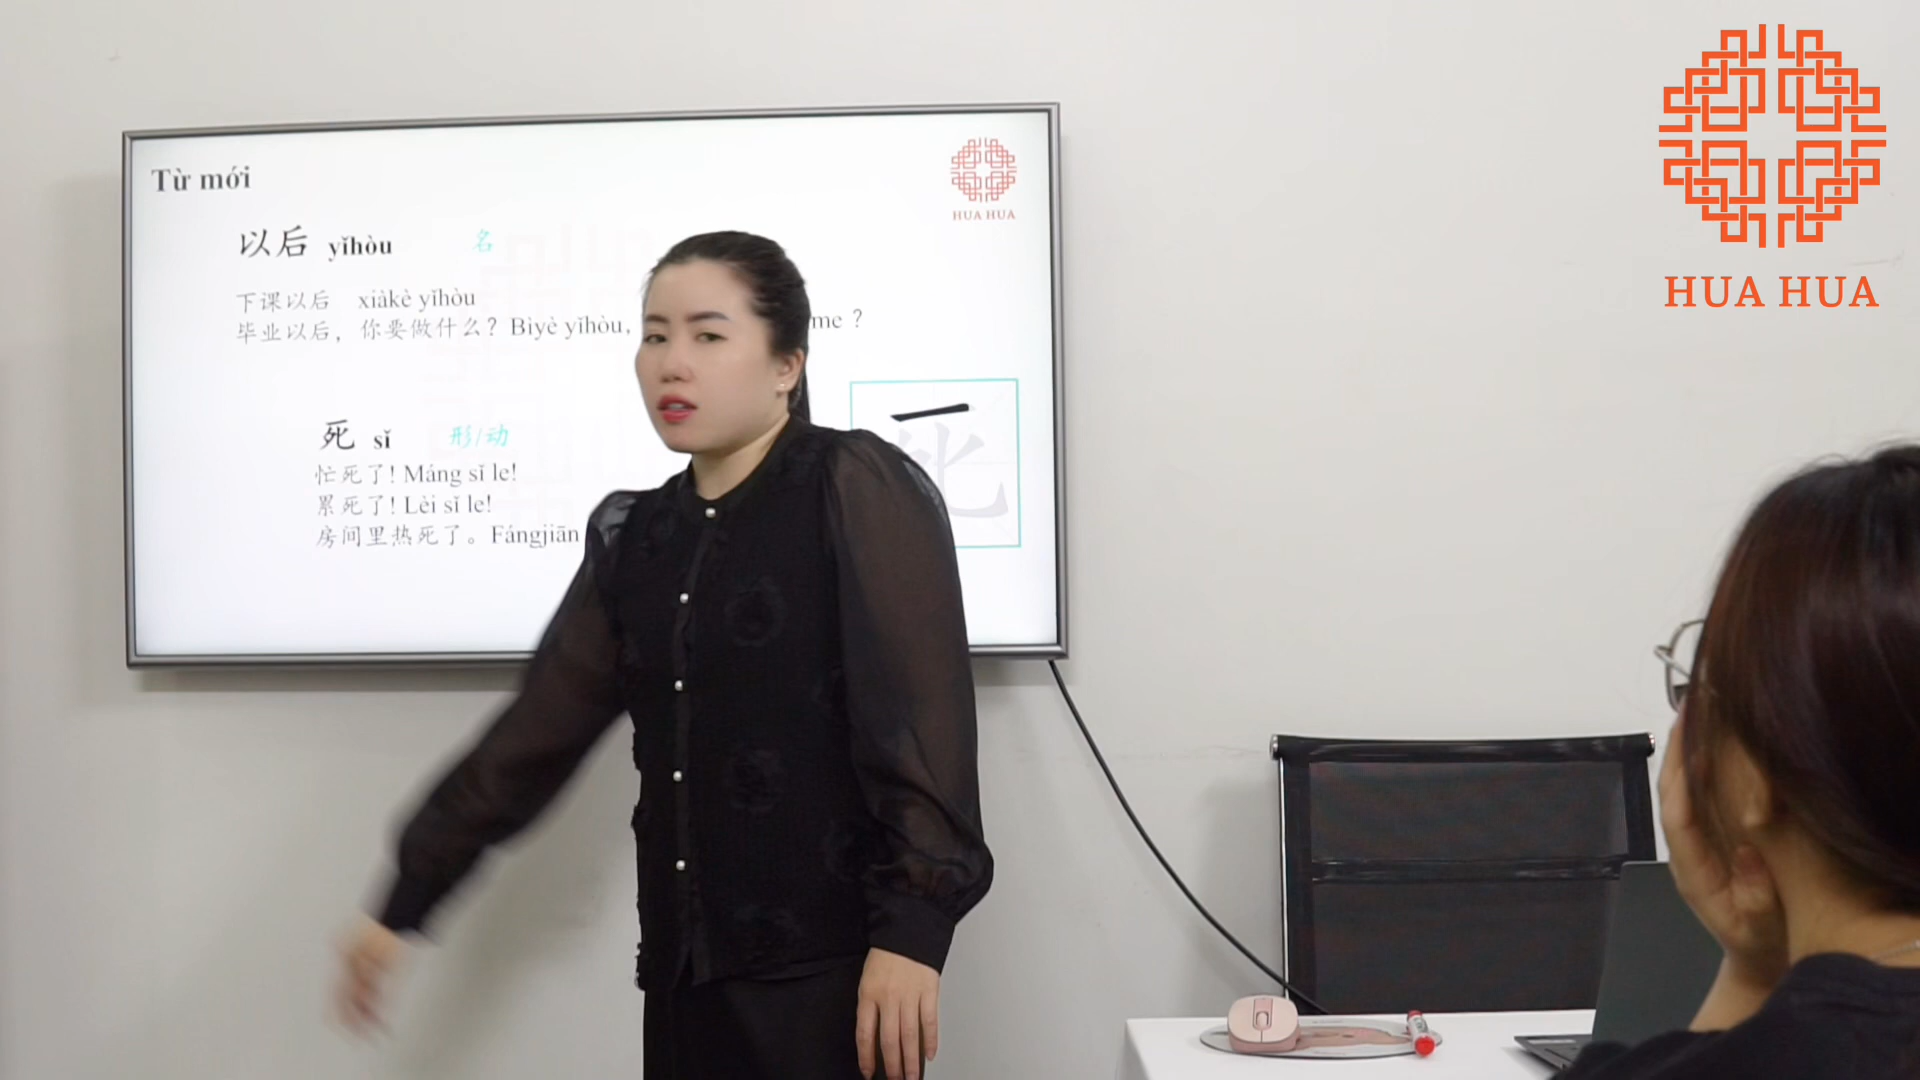 Từ mới
HUA HUA
以后 yǐhòu 名
下课以后 xiàkè yǐhòu
毕业以后，你要做什么？Bìyè yǐhòu, me ?
死 sǐ 形/动
忙死了! Máng sǐ le!
累死了! Lèi sǐ le!
房间里热死了。Fángjiān
死
HUA HUA